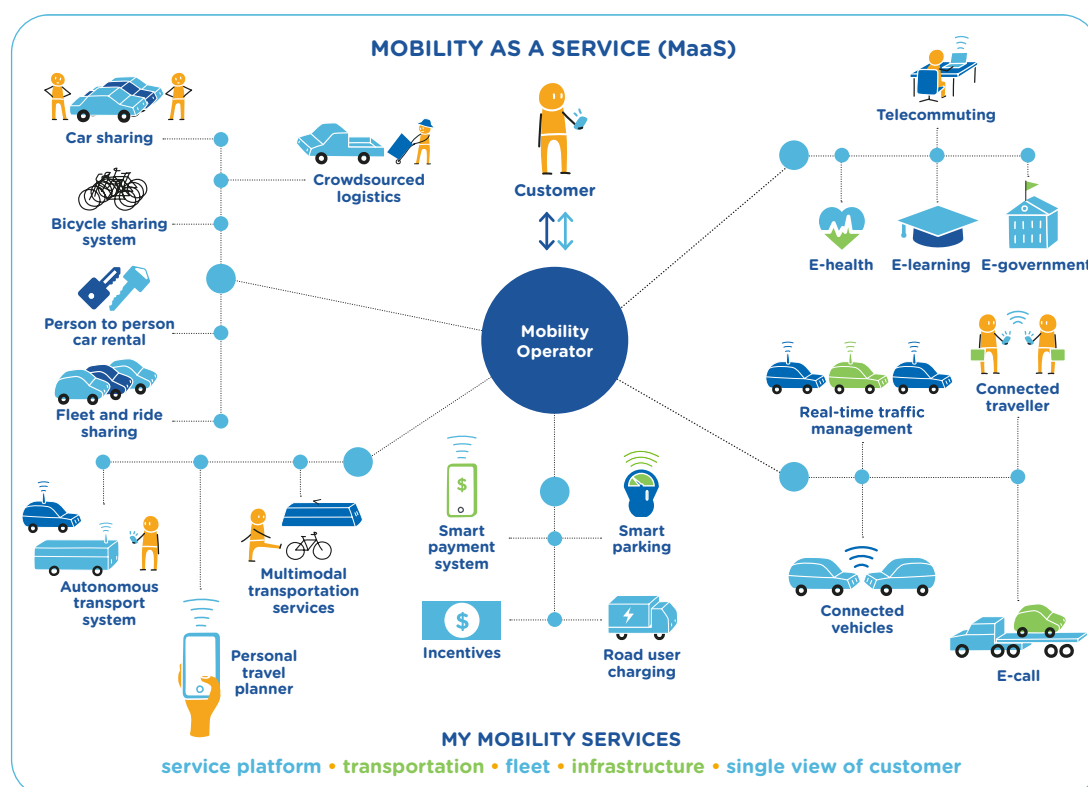 MOBILITY AS A SERVICE (MaaS)
Car sharing
Crowdsourced
logistics
Bicycle sharing
system
Person to person
car rental
Fleet and ride
sharing
Customer
Telecommuting
E-health
E-learning
E-government
Mobility
Operator
Real-time traffic
management
Connected
traveller
Connected
vehicles
E-call
Autonomous
transport
system
Multimodal
transportation
services
Personal
travel
planner
$
Smart
payment
system
Smart
parking
$
Incentives
Road user
charging
MY MOBILITY SERVICES
service platform • transportation • fleet • infrastructure • single view of customer